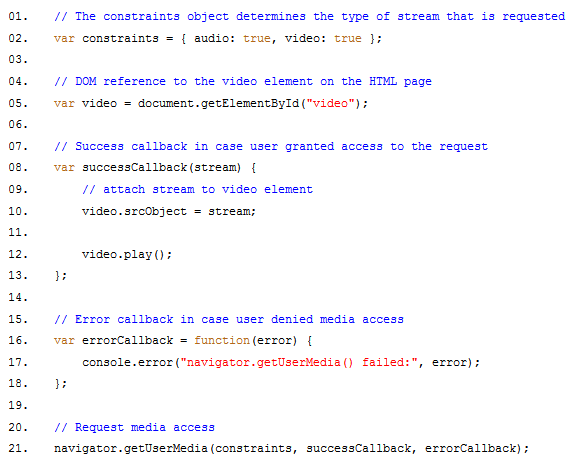 01. // The constraints object determines the type of stream that is requested
02. var constraints = { audio: true, video: true };
03.
04. // DOM reference to the video element on the HTML page
05. var video = document.getElementById("video");
06.
07. // Success callback in case user granted access to the request
08. var successCallback(stream) {
09. // attach stream to video element
10. video.srcObject = stream;
11.
12. video.play();
13. };
14.
15. // Error callback in case user denied media access
16. var errorCallback = function(error) {
17. console.error("navigator.getUserMedia() failed:", error);
18. };
19.
20. // Request media access
21. navigator.getUserMedia(constraints, successCallback, errorCallback);